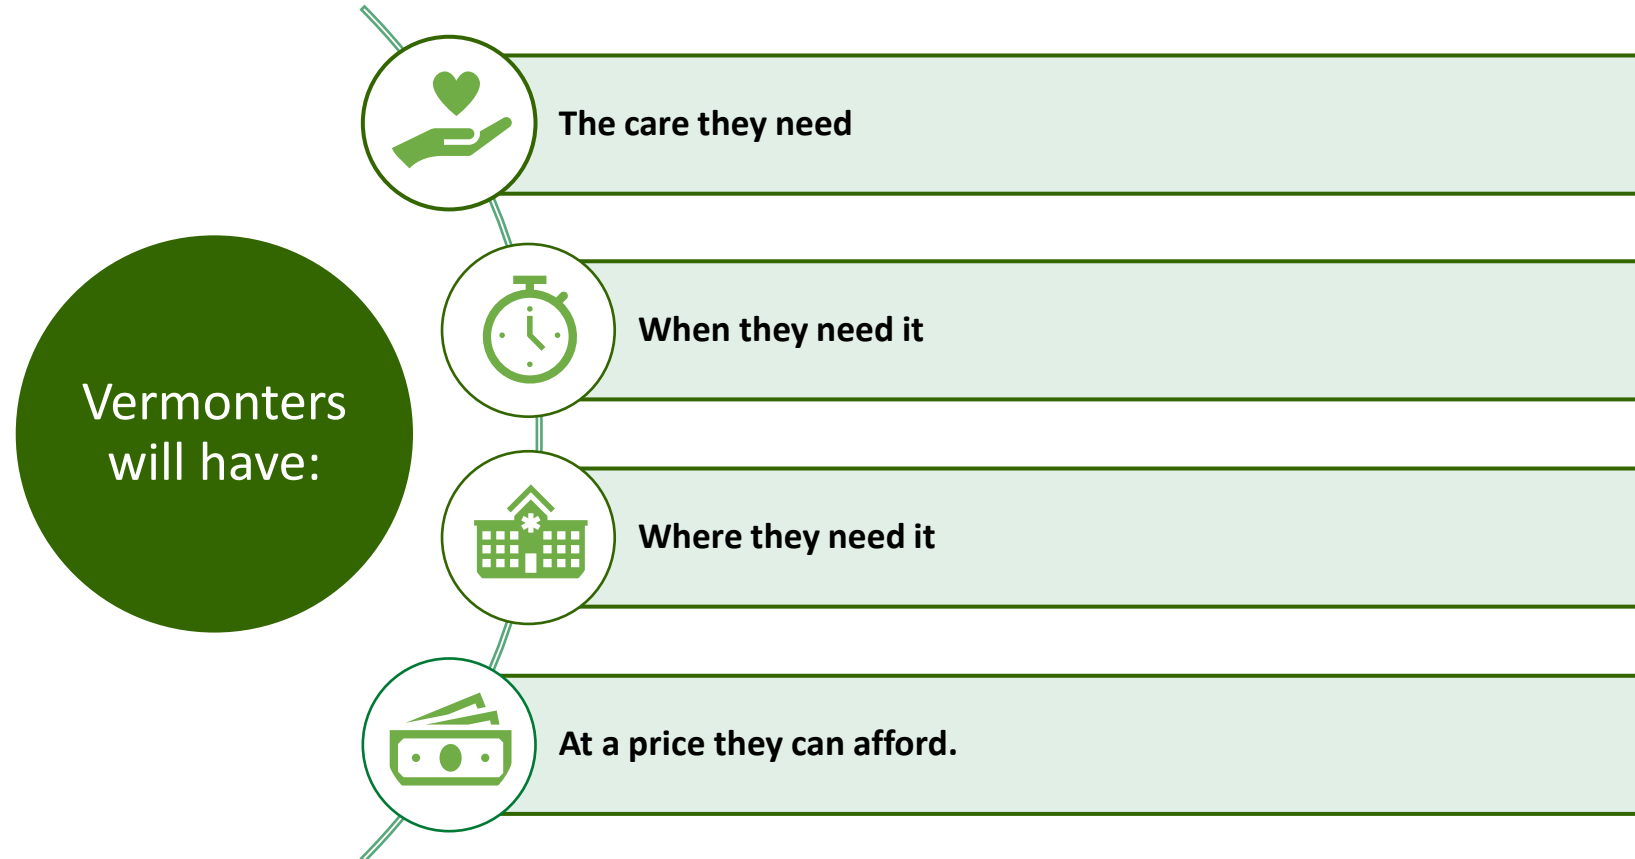 Vermonters
will have:
The care they need
When they need it
Where they need it
At a price they can afford.